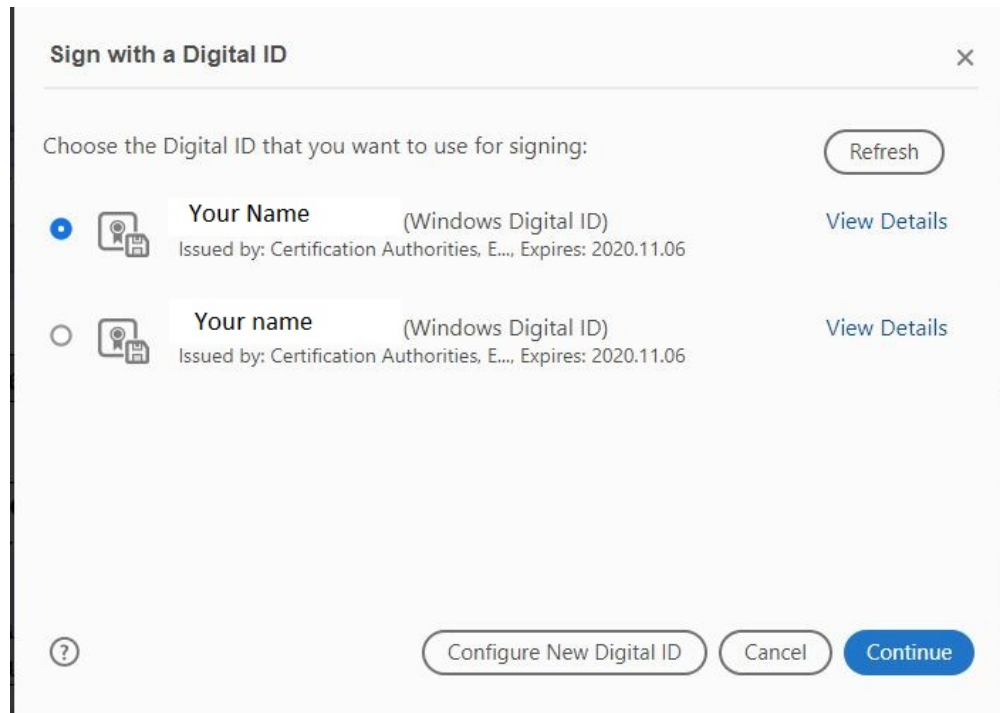 Sign with a Digital ID
Choose the Digital ID that you want to use for signing:
Refresh
Your Name (Windows Digital ID)
View Details
Issued by: Certification Authorities, E..., Expires: 2020.11.06
Your name (Windows Digital ID)
View Details
Issued by: Certification Authorities, E..., Expires: 2020.11.06
?
Configure New Digital ID
Cancel
Continue